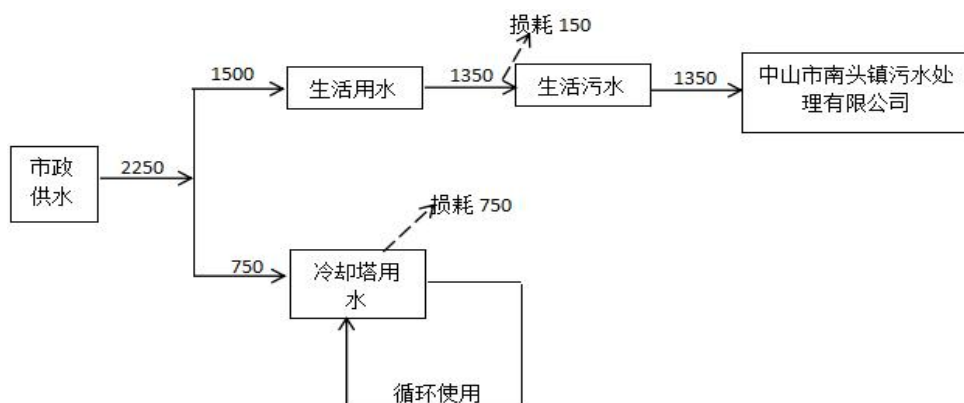 损耗 150
1500
生活用水
1350
生活污水
1350
中山市南头镇污水处
理有限公司
市政
供水
2250
损耗 750
750
冷却塔用
水
循环使用